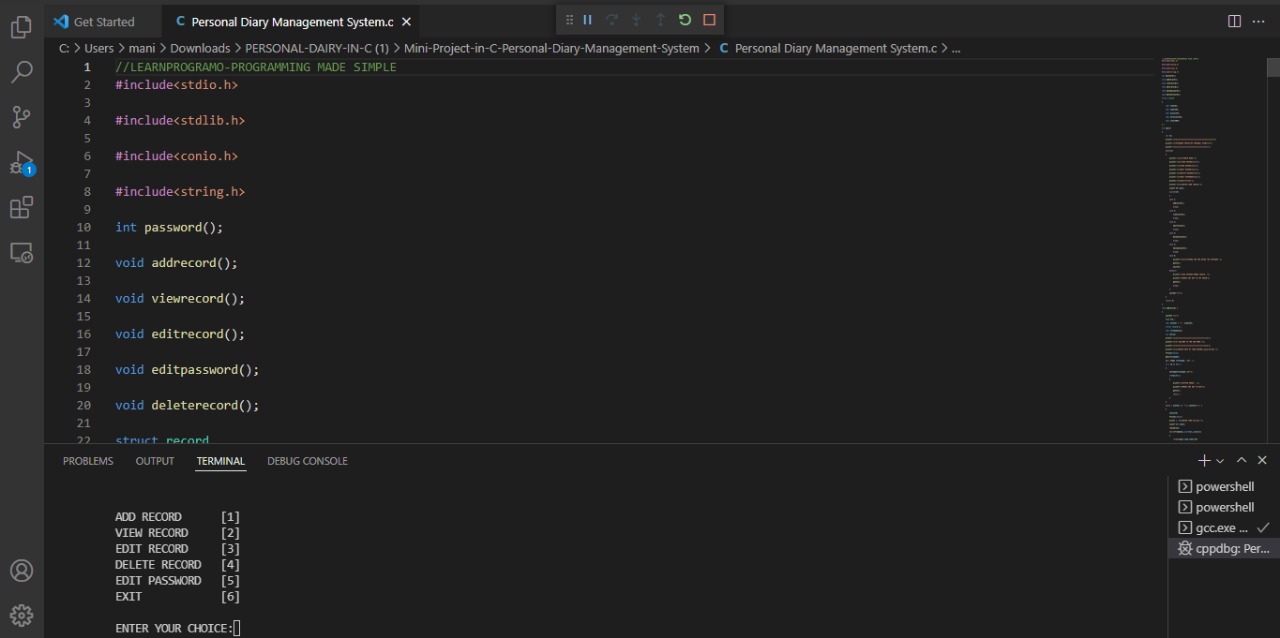 Get Started
C Personal Diary Management System.c
C: > Users > mani > Downloads > PERSONAL-DAIRY-IN-C (1) > Mini-Project-in-C-Personal-Diary-Management-System > C Personal Diary Management System.c > ...
1 //LEARNPROGRAMO-PROGRAMMING MADE SIMPLE
2 #include<stdio.h>
3
4 #include<stdlib.h>
5
6 #include<conio.h>
7
8 #include<string.h>
9
10 int password();
11
12 void addrecord();
13
14 void viewrecord();
15
16 void editrecord();
17
18 void editpassword();
19
20 void deleterecord();
21
22 struct record
1
PROBLEMS OUTPUT TERMINAL DEBUG CONSOLE
ADD RECORD [1]
VIEW RECORD [2]
EDIT RECORD [3]
DELETE RECORD [4]
EDIT PASSWORD [5]
EXIT [6]
ENTER YOUR CHOICE:
powershell
powershell
gcc.exe ...
cppdbg: Per...